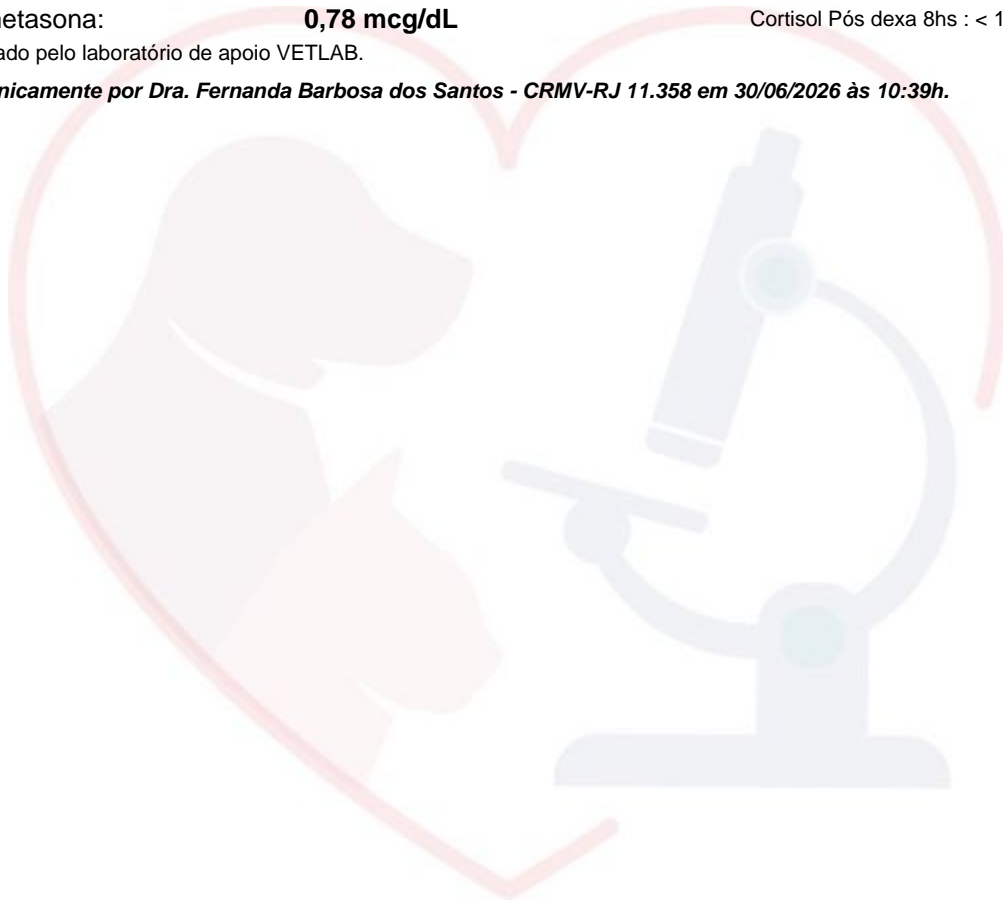 etasona: 0,78 mcg/dL Cortisol Pós dexa 8hs : < 1
ado pelo laboratório de apoio VETLAB.
nicamente por Dra. Fernanda Barbosa dos Santos - CRMV-RJ 11.358 em 30/06/2026 às 10:39h.